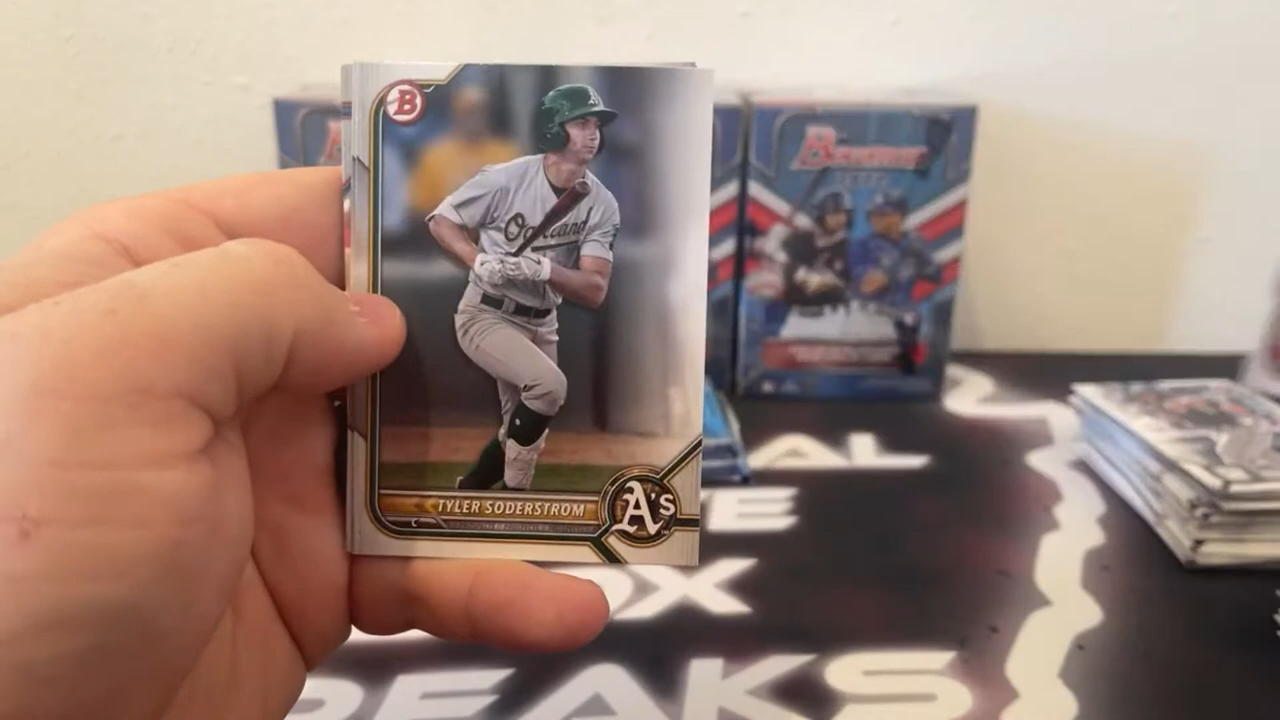 B
Oakland
TYLER SODERSTROM
A's
BOWMAN
AL
E
OX
REAKS